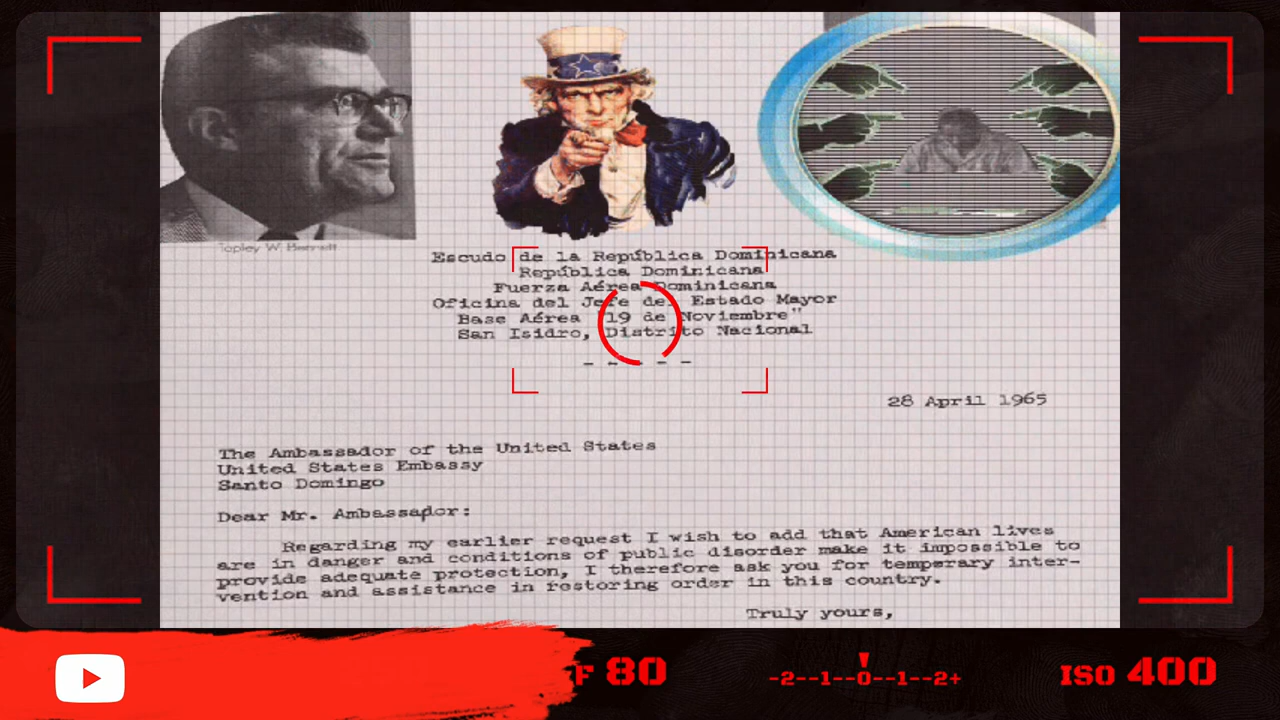 Tapley W. Bennett
Escudo de la República Dominicana
República Dominicana
Fuerza Aérea Dominicana
Oficina del Jefe del Estado Mayor
Base Aérea "19 de Noviembre"
San Isidro, Distrito Nacional
- - - - -
28 April 1965
The Ambassador of the United States
United States Embassy
Santo Domingo
Dear Mr. Ambassador:
Regarding my earlier request I wish to add that American lives
are in danger and conditions of public disorder make it impossible to
provide adequate protection, I therefore ask you for temporary inter-
vention and assistance in restoring order in this country.
Truly yours,
F 80
-2--1--0--1--2+
ISO 400